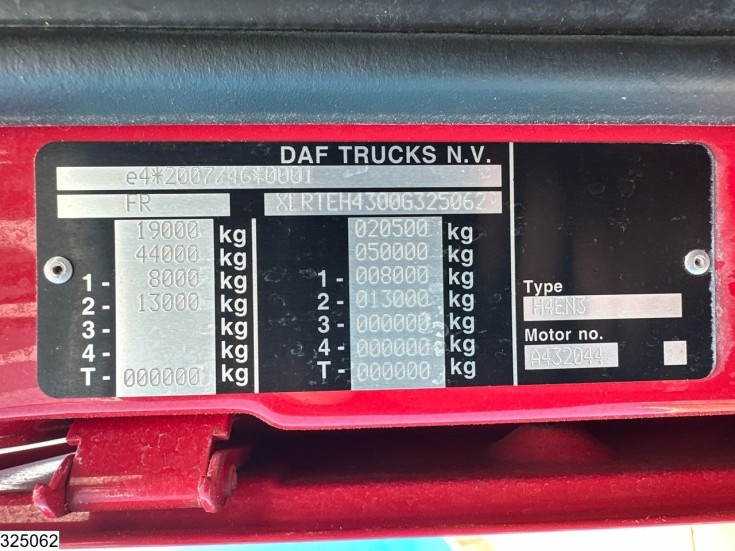 DAF TRUCKS N.V.
e4*2007/46*0001
FR XLRTEH4300G325062
19000 kg 020500 kg
44000 kg 050000 kg
1 - 8000 kg 1 - 008000 kg
2 - 13000 kg 2 - 013000 kg
3 - kg 3 - 000000 kg
4 - kg 4 - 000000 kg
T - 000000 kg T - 000000 kg
Type
H4EN3
Motor no.
A432044
325062